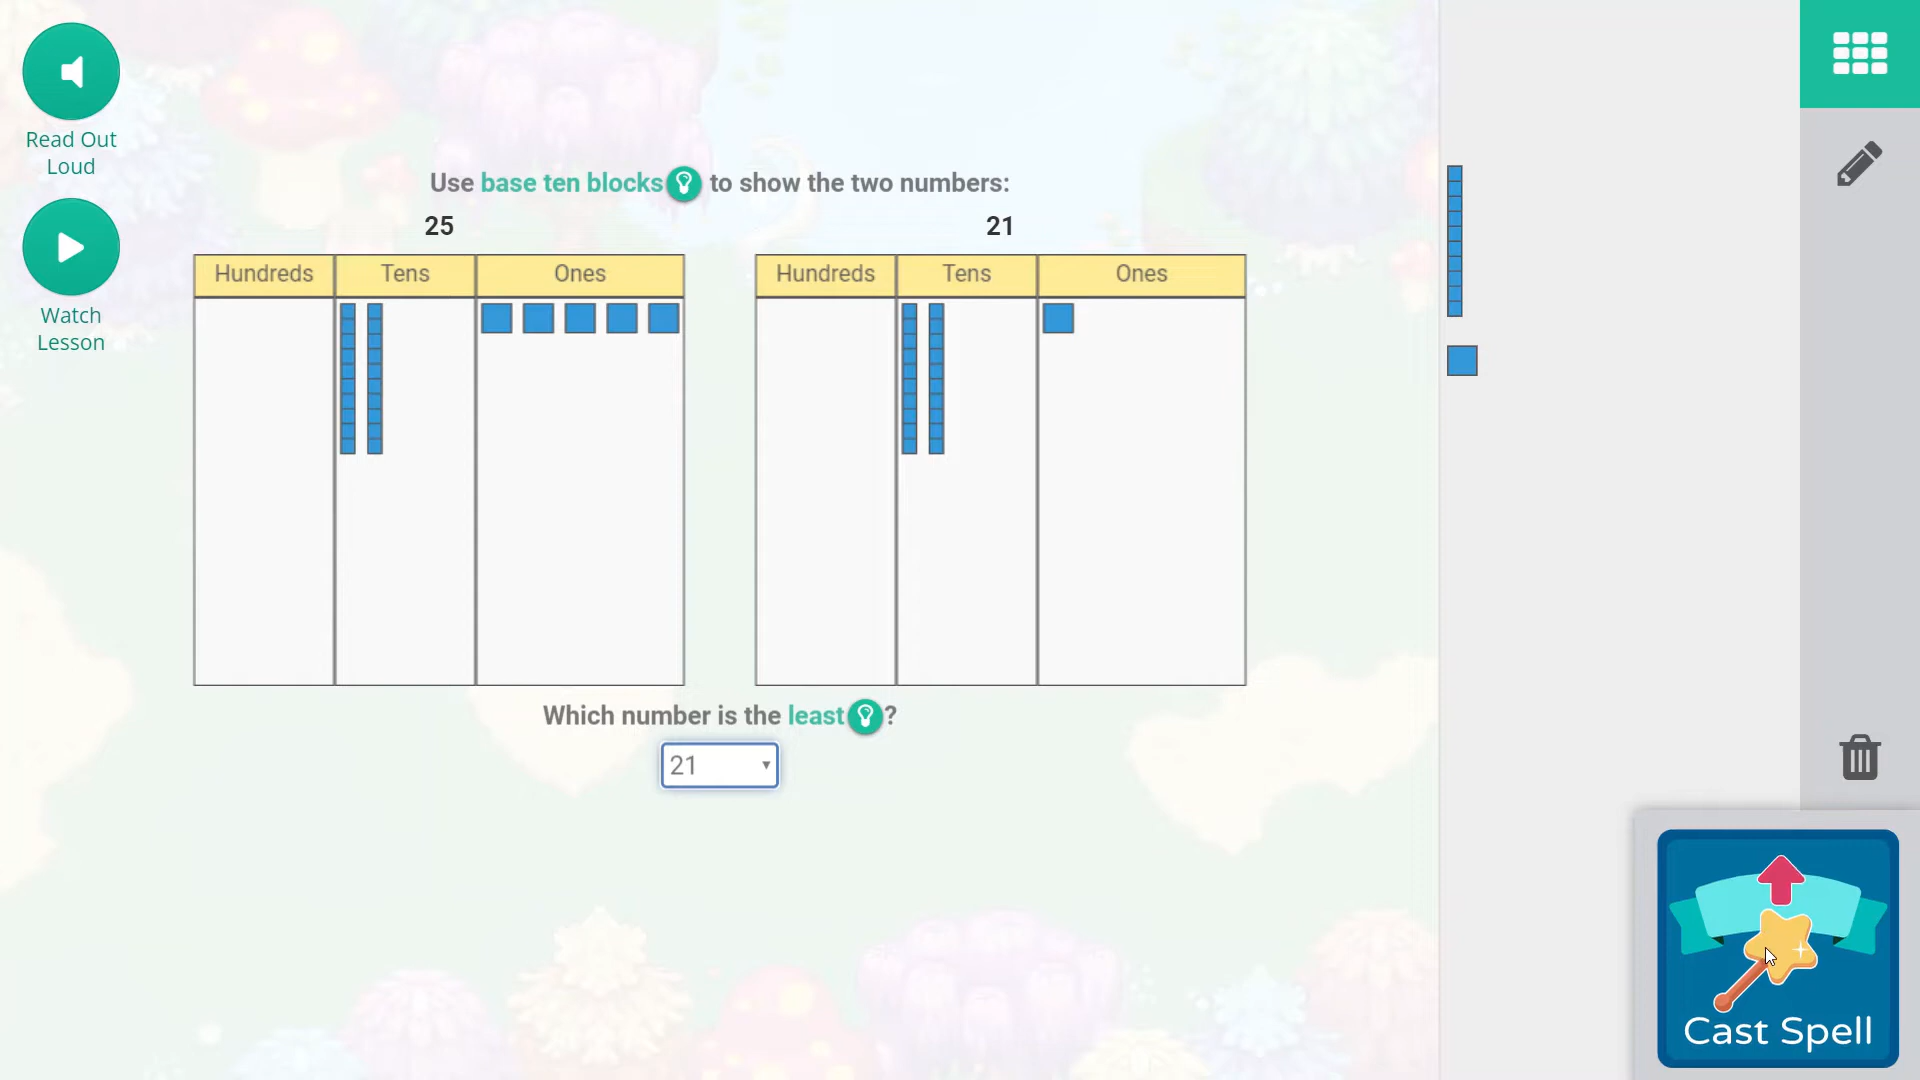 Read Out
Loud
Watch
Lesson
Use base ten blocks to show the two numbers:
25
21
Hundreds Tens Ones
Hundreds Tens Ones
Which number is the least ?
21
Cast Spell